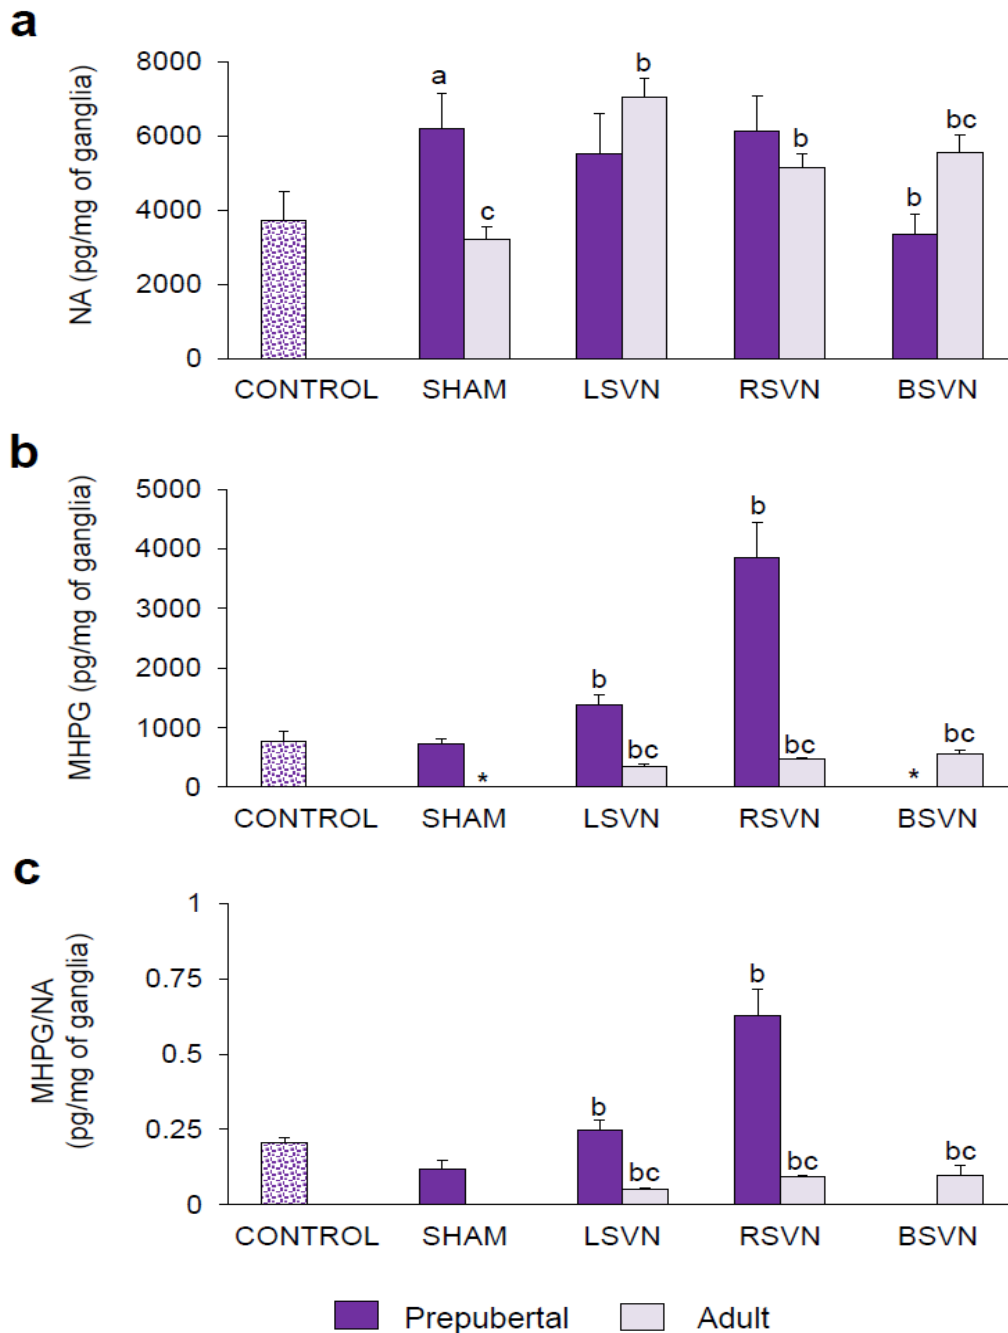 a
NA (pg/mg of ganglia)
8000
6000
4000
2000
0
a
c
b
b
b
bc
CONTROL SHAM LSVN RSVN BSVN
b
MHPG (pg/mg of ganglia)
5000
4000
3000
2000
1000
0
*
b
bc
b
bc
*
bc
CONTROL SHAM LSVN RSVN BSVN
c
MHPG/NA
(pg/mg of ganglia)
1
0.75
0.5
0.25
0
b
bc
b
bc
bc
CONTROL SHAM LSVN RSVN BSVN
Prepubertal Adult